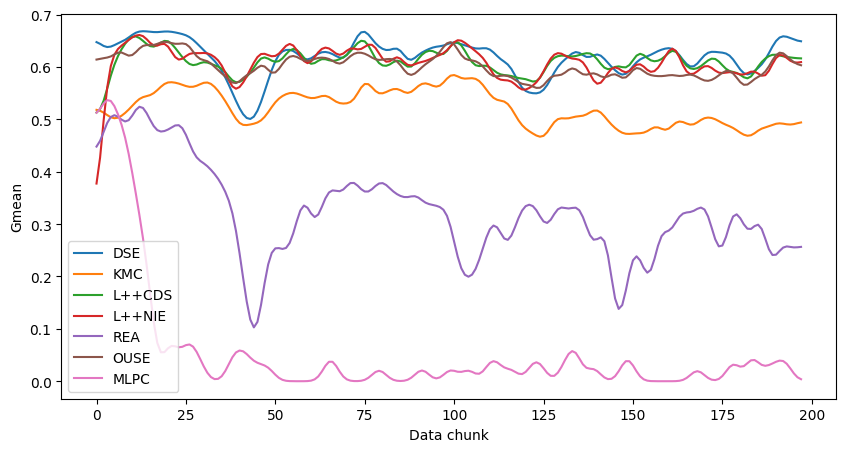 0.7
0.6
0.5
0.4
0.3
0.2
0.1
0.0
Gmean
DSE
KMC
L++CDS
L++NIE
REA
OUSE
MLPC
0 25 50 75 100 125 150 175 200
Data chunk